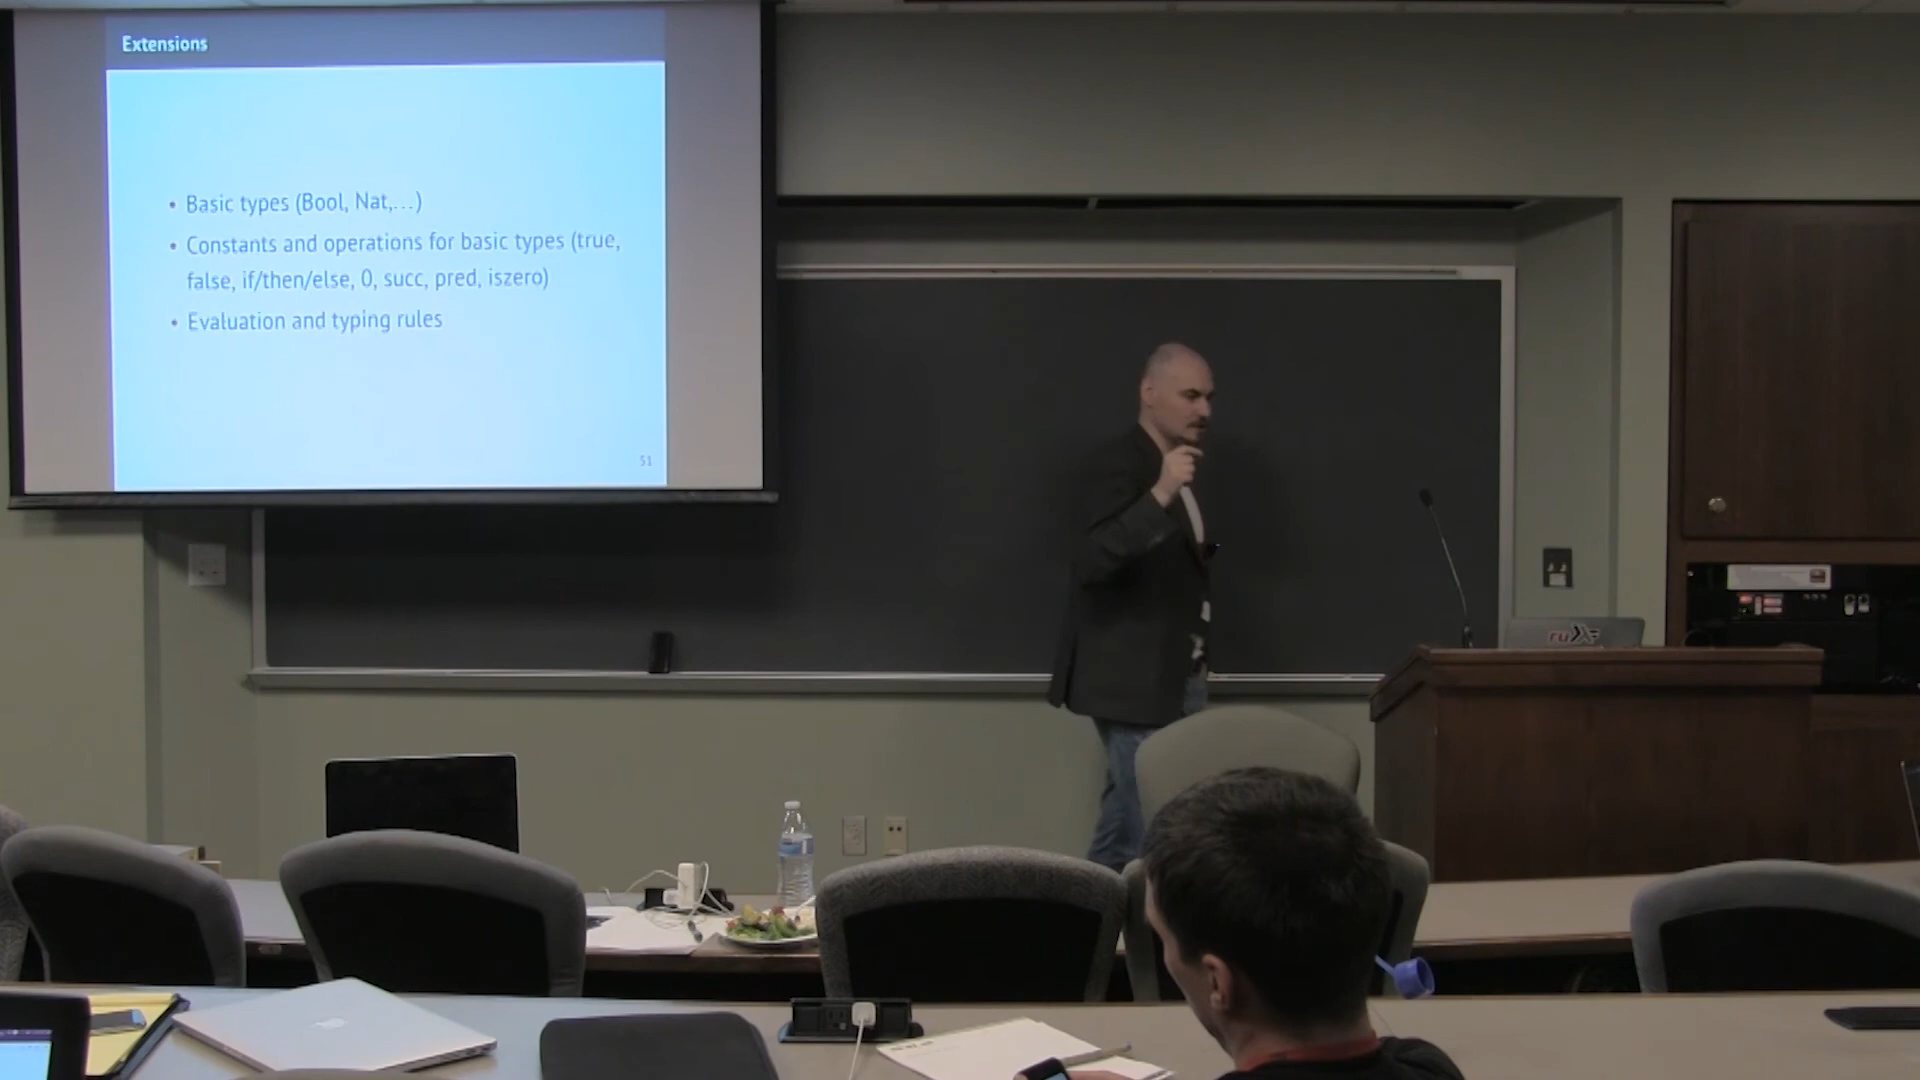 Extensions
• Basic types (Bool, Nat,...)
• Constants and operations for basic types (true,
false, if/then/else, 0, succ, pred, iszero)
• Evaluation and typing rules
51
ru